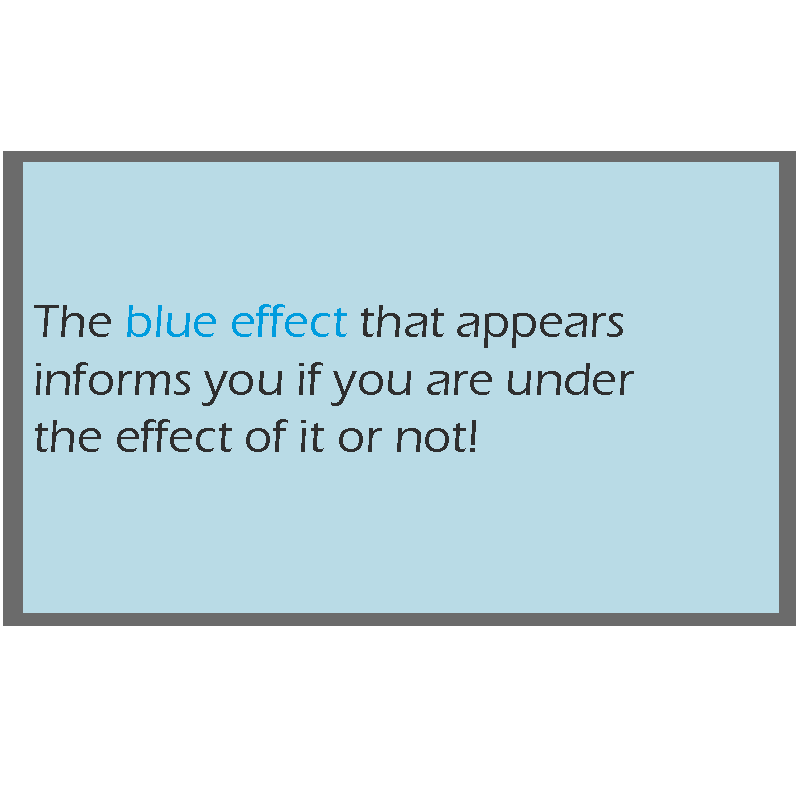 The blue effect that appears
informs you if you are under
the effect of it or not!